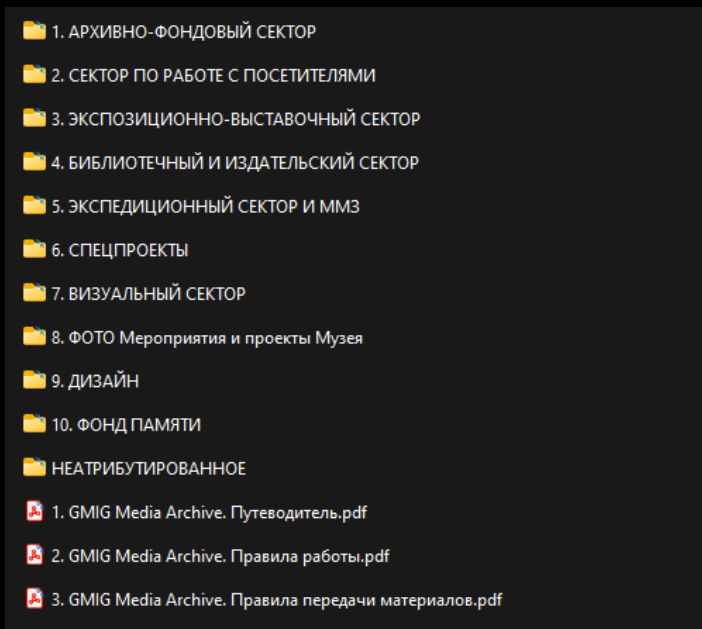 1. АРХИВНО-ФОНДОВЫЙ СЕКТОР
2. СЕКТОР ПО РАБОТЕ С ПОСЕТИТЕЛЯМИ
3. ЭКСПОЗИЦИОННО-ВЫСТАВОЧНЫЙ СЕКТОР
4. БИБЛИОТЕЧНЫЙ И ИЗДАТЕЛЬСКИЙ СЕКТОР
5. ЭКСПЕДИЦИОННЫЙ СЕКТОР И ММЗ
6. СПЕЦПРОЕКТЫ
7. ВИЗУАЛЬНЫЙ СЕКТОР
8. ФОТО Мероприятия и проекты Музея
9. ДИЗАЙН
10. ФОНД ПАМЯТИ
НЕАТРИБУТИРОВАННОЕ
1. GMIG Media Archive. Путеводитель.pdf
2. GMIG Media Archive. Правила работы.pdf
3. GMIG Media Archive. Правила передачи материалов.pdf